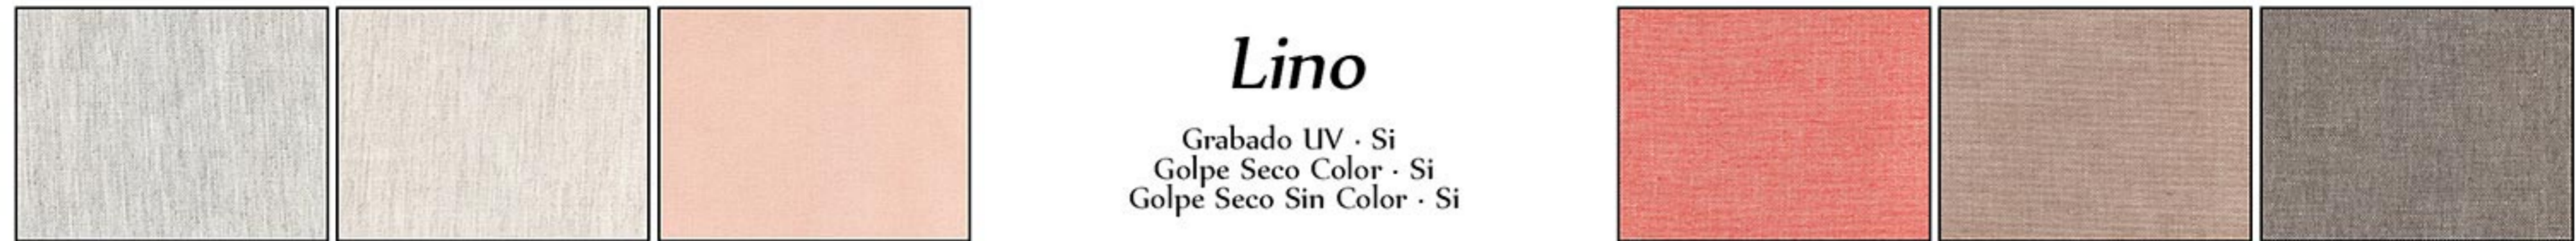 Lino
Grabado UV · Si
Golpe Seco Color · Si
Golpe Seco Sin Color · Si